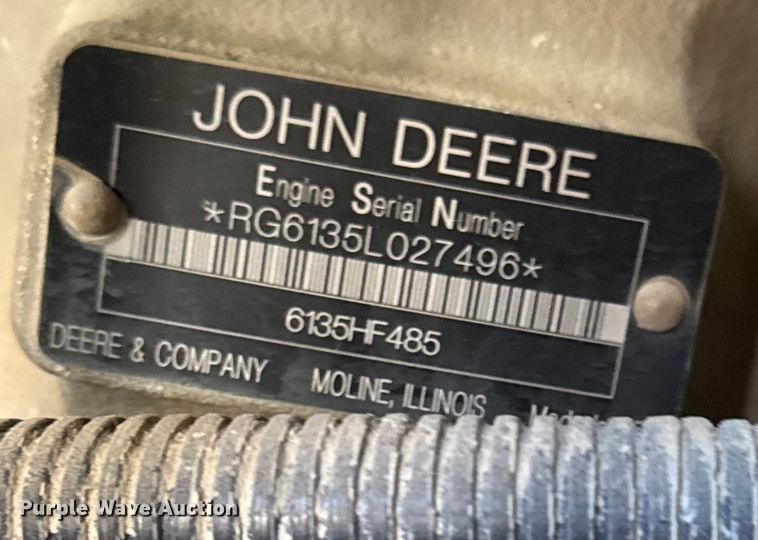 JOHN DEERE
Engine Serial Number
*RG6135L027496*
6135HF485
DEERE & COMPANY MOLINE, ILLINOIS
Purple Wave Auction